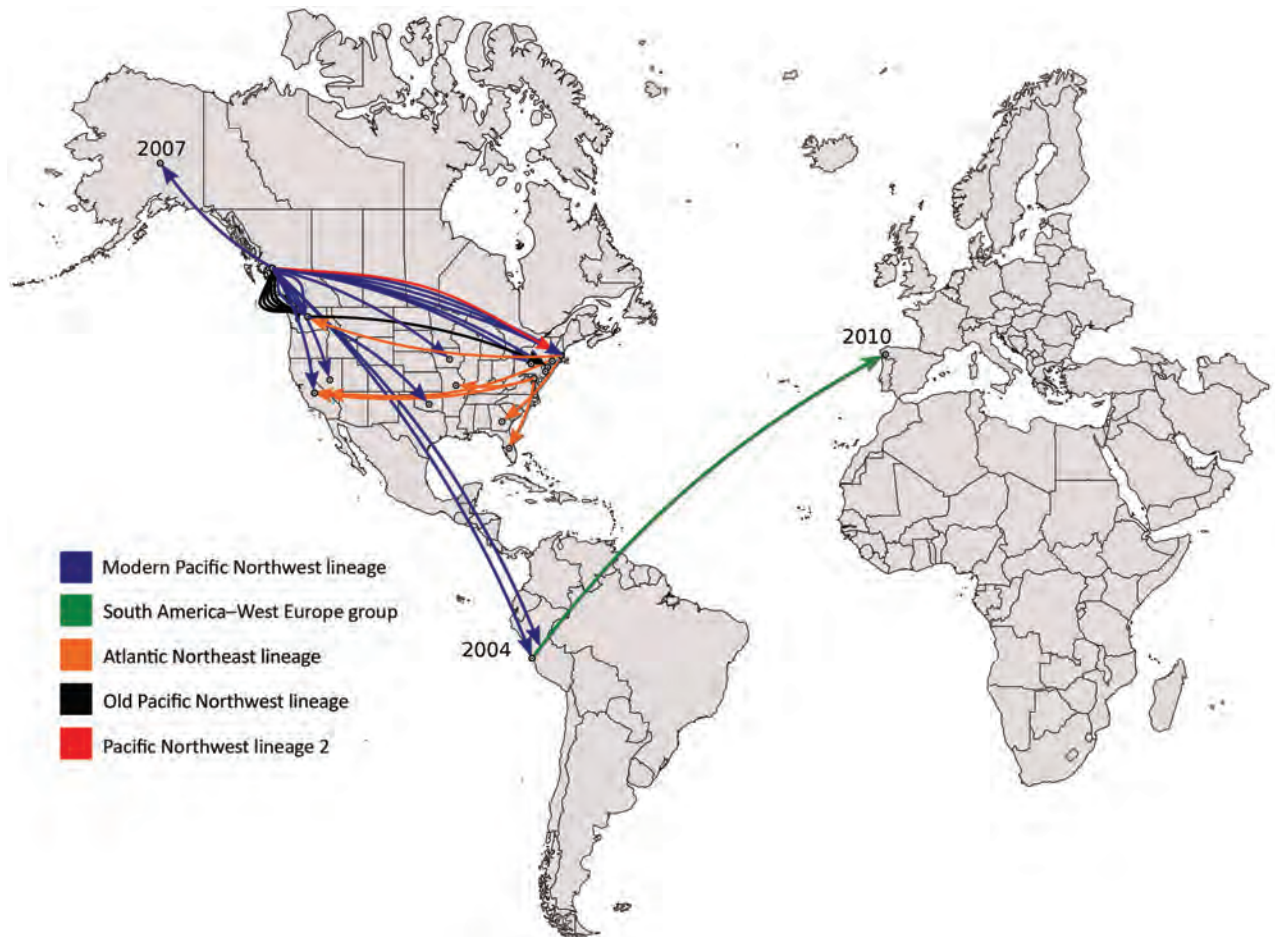 2007
2010
2004
Modern Pacific Northwest lineage
South America–West Europe group
Atlantic Northeast lineage
Old Pacific Northwest lineage
Pacific Northwest lineage 2